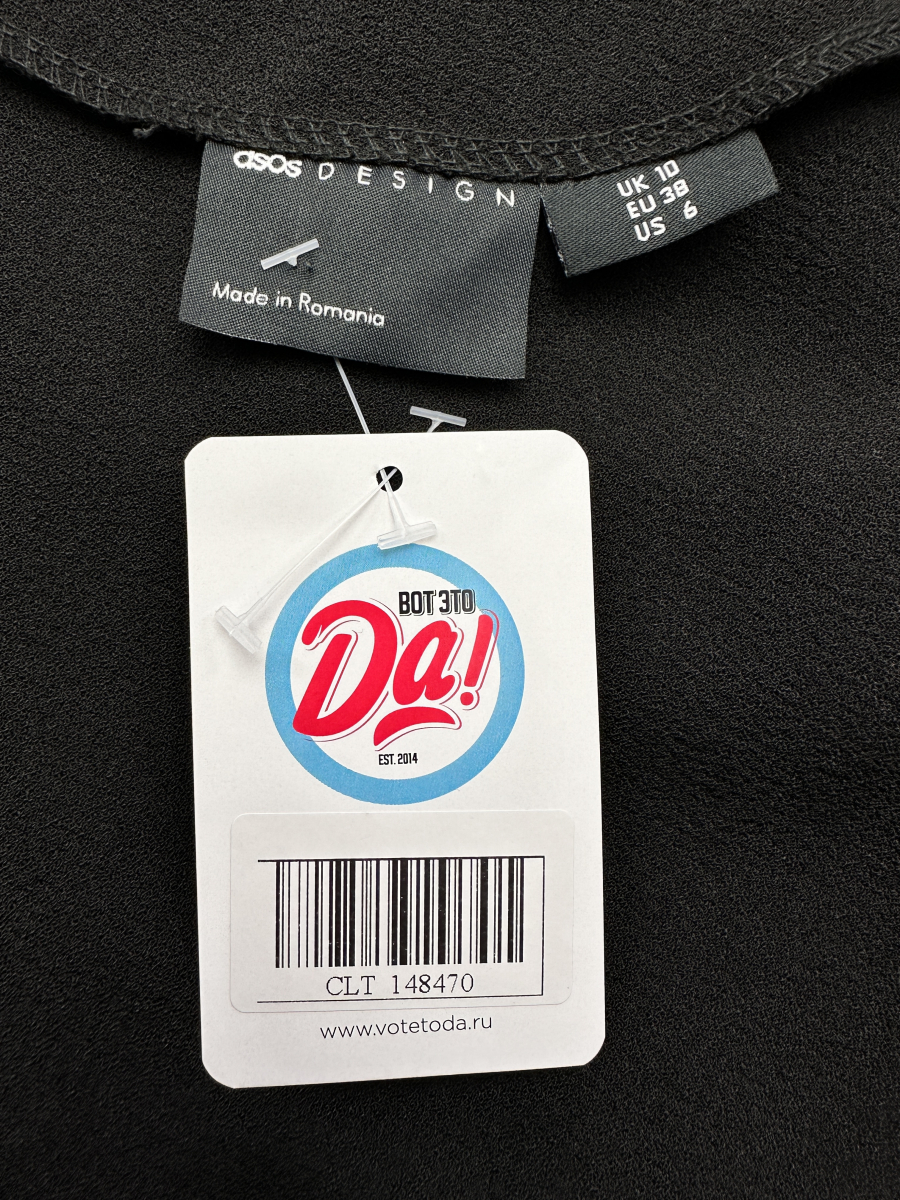 asos DESIGN
Made in Romania
UK 10
EU 38
US 6
ВОТ ЭТО
Да!
EST. 2014
CLT 148470
www.votetoda.ru